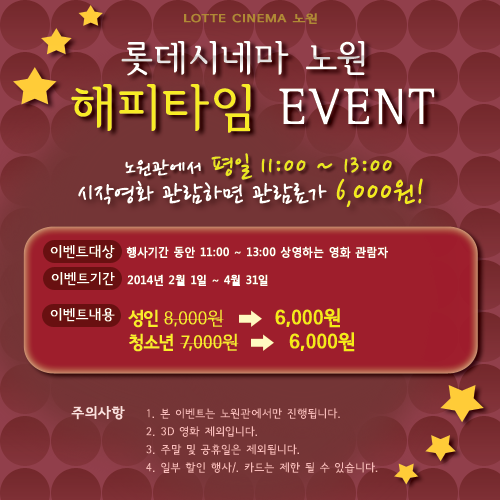 LOTTE CINEMA 노원
롯데시네마 노원
해피타임 EVENT
노원관에서 평일 11:00 ~ 13:00
시작영화 관람하면 관람료가 6,000원!
이벤트대상 행사기간 동안 11:00 ~ 13:00 상영하는 영화 관람자
이벤트기간 2014년 2월 1일 ~ 4월 31일
이벤트내용 성인 8,000원 ➡ 6,000원
청소년 7,000원 ➡ 6,000원
주의사항 1. 본 이벤트는 노원관에서만 진행됩니다.
2. 3D 영화 제외입니다.
3. 주말 및 공휴일은 제외됩니다.
4. 일부 할인 행사/. 카드는 제한 될 수 있습니다.